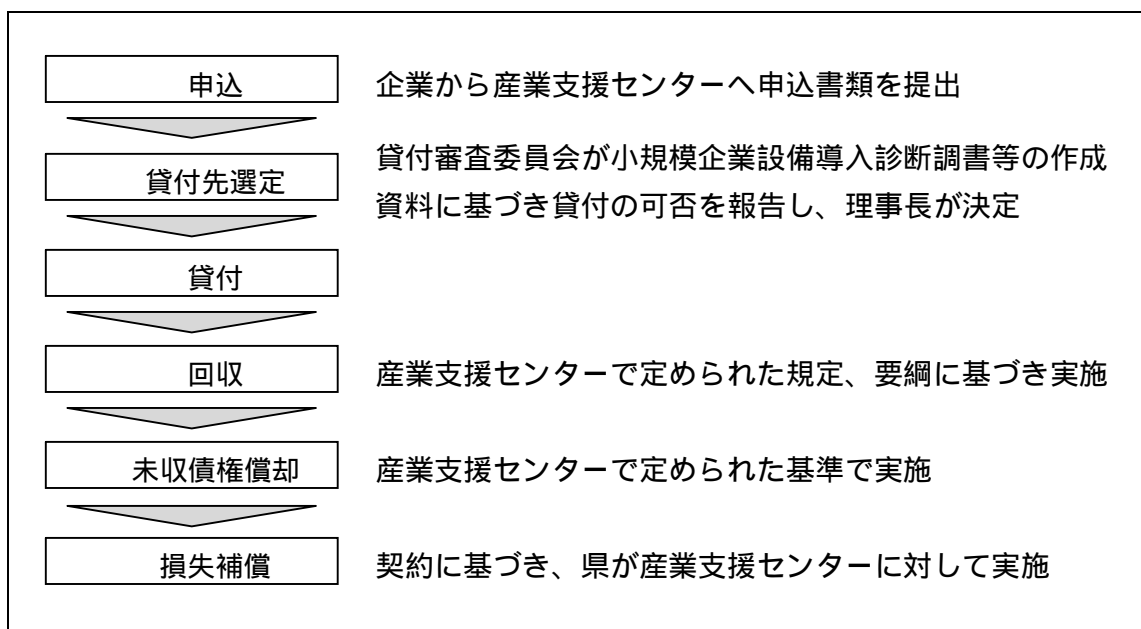 申込
企業から産業支援センターへ申込書類を提出
貸付先選定
貸付審査委員会が小規模企業設備導入診断調書等の作成
資料に基づき貸付の可否を報告し、理事長が決定
貸付
回収
産業支援センターで定められた規定、要綱に基づき実施
未収債権償却
産業支援センターで定められた基準で実施
損失補償
契約に基づき、県が産業支援センターに対して実施